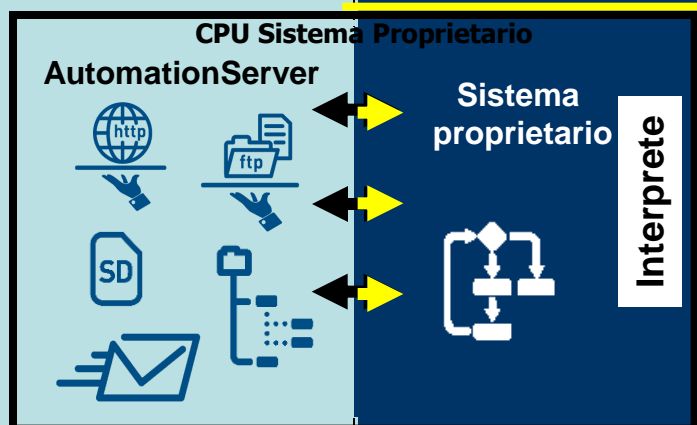 CPU Sistema Proprietario
AutomationServer
http
ftp
SD
Sistema
proprietario
Interprete